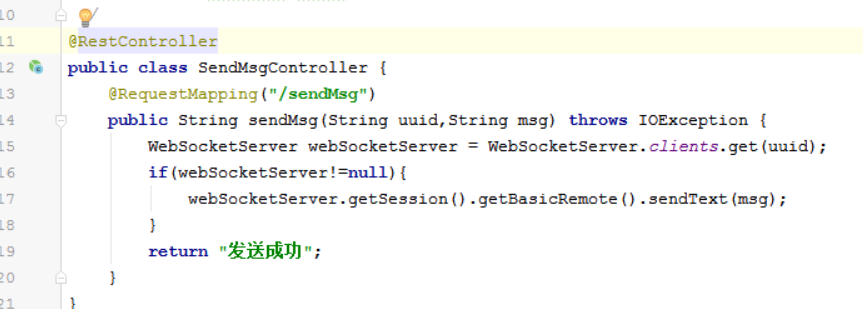 10
11 @RestController
12 public class SendMsgController {
13 @RequestMapping("/sendMsg")
14 public String sendMsg(String uuid,String msg) throws IOException {
15 WebSocketServer webSocketServer = WebSocketServer.clients.get(uuid);
16 if(webSocketServer!=null){
17 webSocketServer.getSession().getBasicRemote().sendText(msg);
18 }
19 return "发送成功";
20 }
21 }